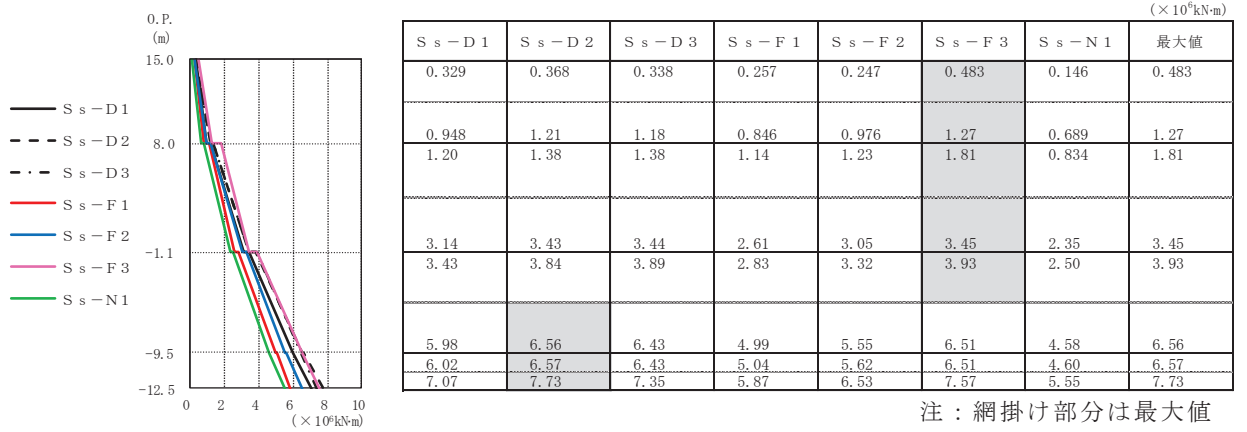 O.P.
(m)
15.0
8.0
-1.1
-9.5
-12.5
0 2 4 6 8 10
(×10⁶kN·m)
Ｓｓ－Ｄ１
Ｓｓ－Ｄ２
Ｓｓ－Ｄ３
Ｓｓ－Ｆ１
Ｓｓ－Ｆ２
Ｓｓ－Ｆ３
Ｓｓ－Ｎ１
(×10⁶kN·m)
Ｓｓ－Ｄ１ Ｓｓ－Ｄ２ Ｓｓ－Ｄ３ Ｓｓ－Ｆ１ Ｓｓ－Ｆ２ Ｓｓ－Ｆ３ Ｓｓ－Ｎ１ 最大値
0.329 0.368 0.338 0.257 0.247 0.483 0.146 0.483
0.948 1.21 1.18 0.846 0.976 1.27 0.689 1.27
1.20 1.38 1.38 1.14 1.23 1.81 0.834 1.81
3.14 3.43 3.44 2.61 3.05 3.45 2.35 3.45
3.43 3.84 3.89 2.83 3.32 3.93 2.50 3.93
5.98 6.56 6.43 4.99 5.55 6.51 4.58 6.56
6.02 6.57 6.43 5.04 5.62 6.51 4.60 6.57
7.07 7.73 7.35 5.87 6.53 7.57 5.55 7.73
注：網掛け部分は最大値